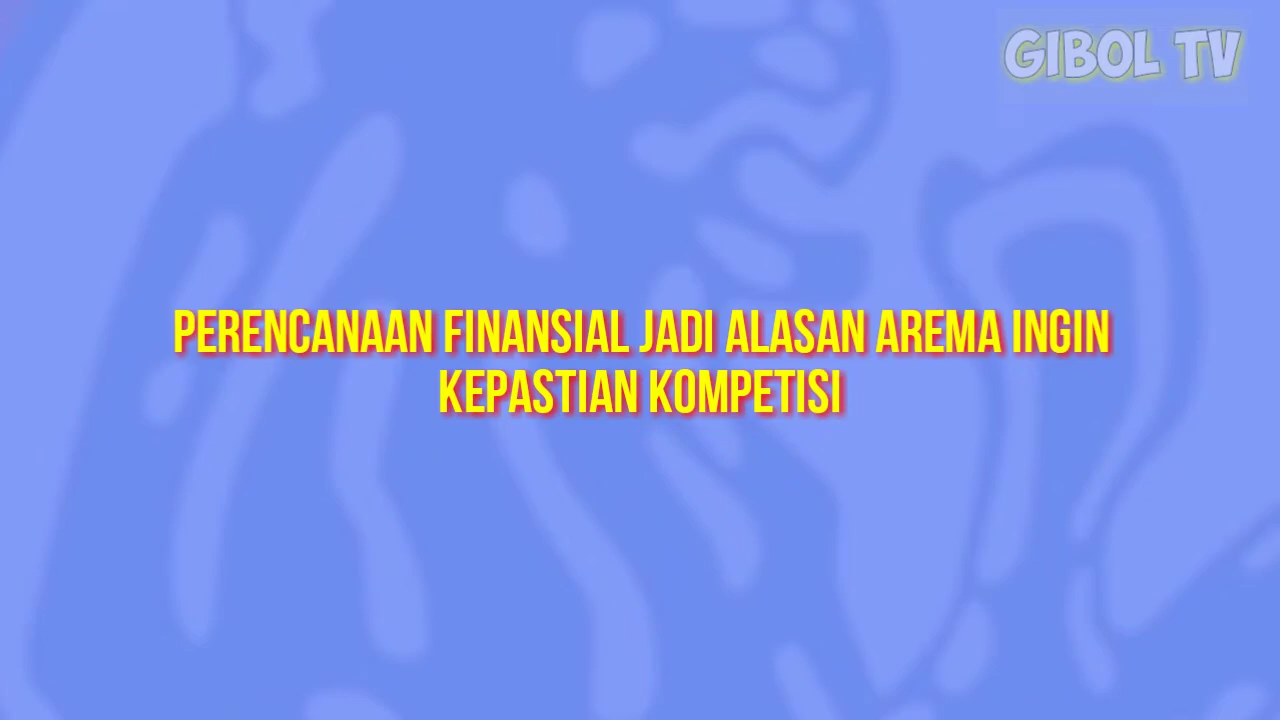 GIBOL TV
PERENCANAAN FINANSIAL JADI ALASAN AREMA INGIN
KEPASTIAN KOMPETISI